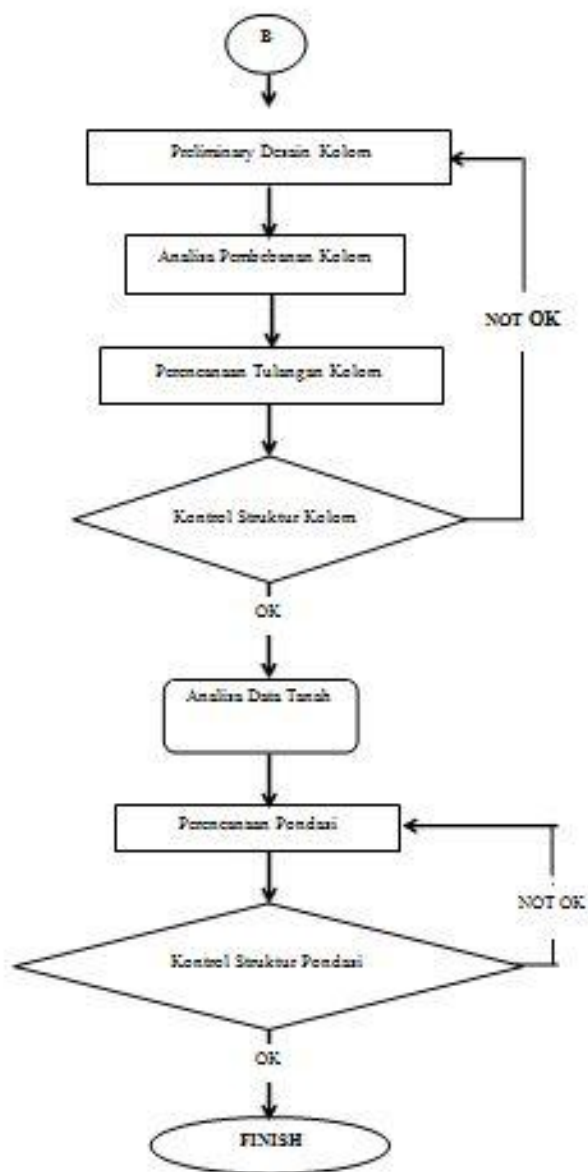 B
Preliminary Desain Kolom
Analisa Pembebanan Kolom
NOT OK
Perencanaan Tulangan Kolom
Kontrol Struktur Kolom
OK
Analisa Data Tanah
Perencanaan Pondasi
NOT OK
Kontrol Struktur Pondasi
OK
FINISH